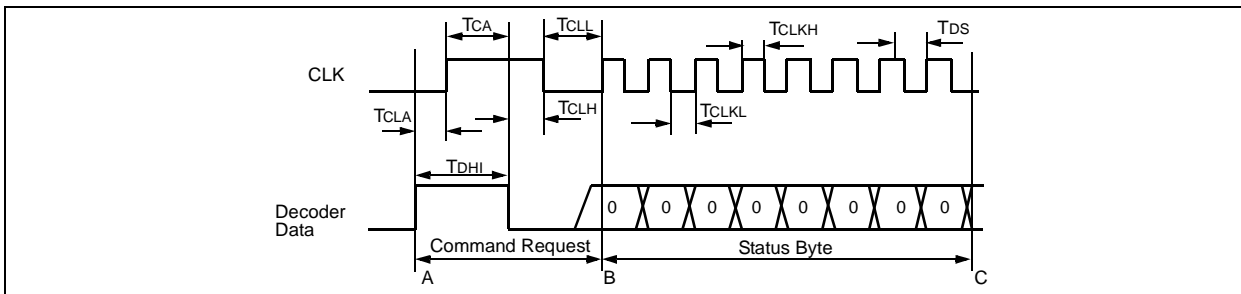 TCA TCLL TCLKH TDS
CLK
TCLA TCLH TCLKL
TDHI
Decoder
Data
0 0 0 0 0 0 0 0
Command Request Status Byte
A B C